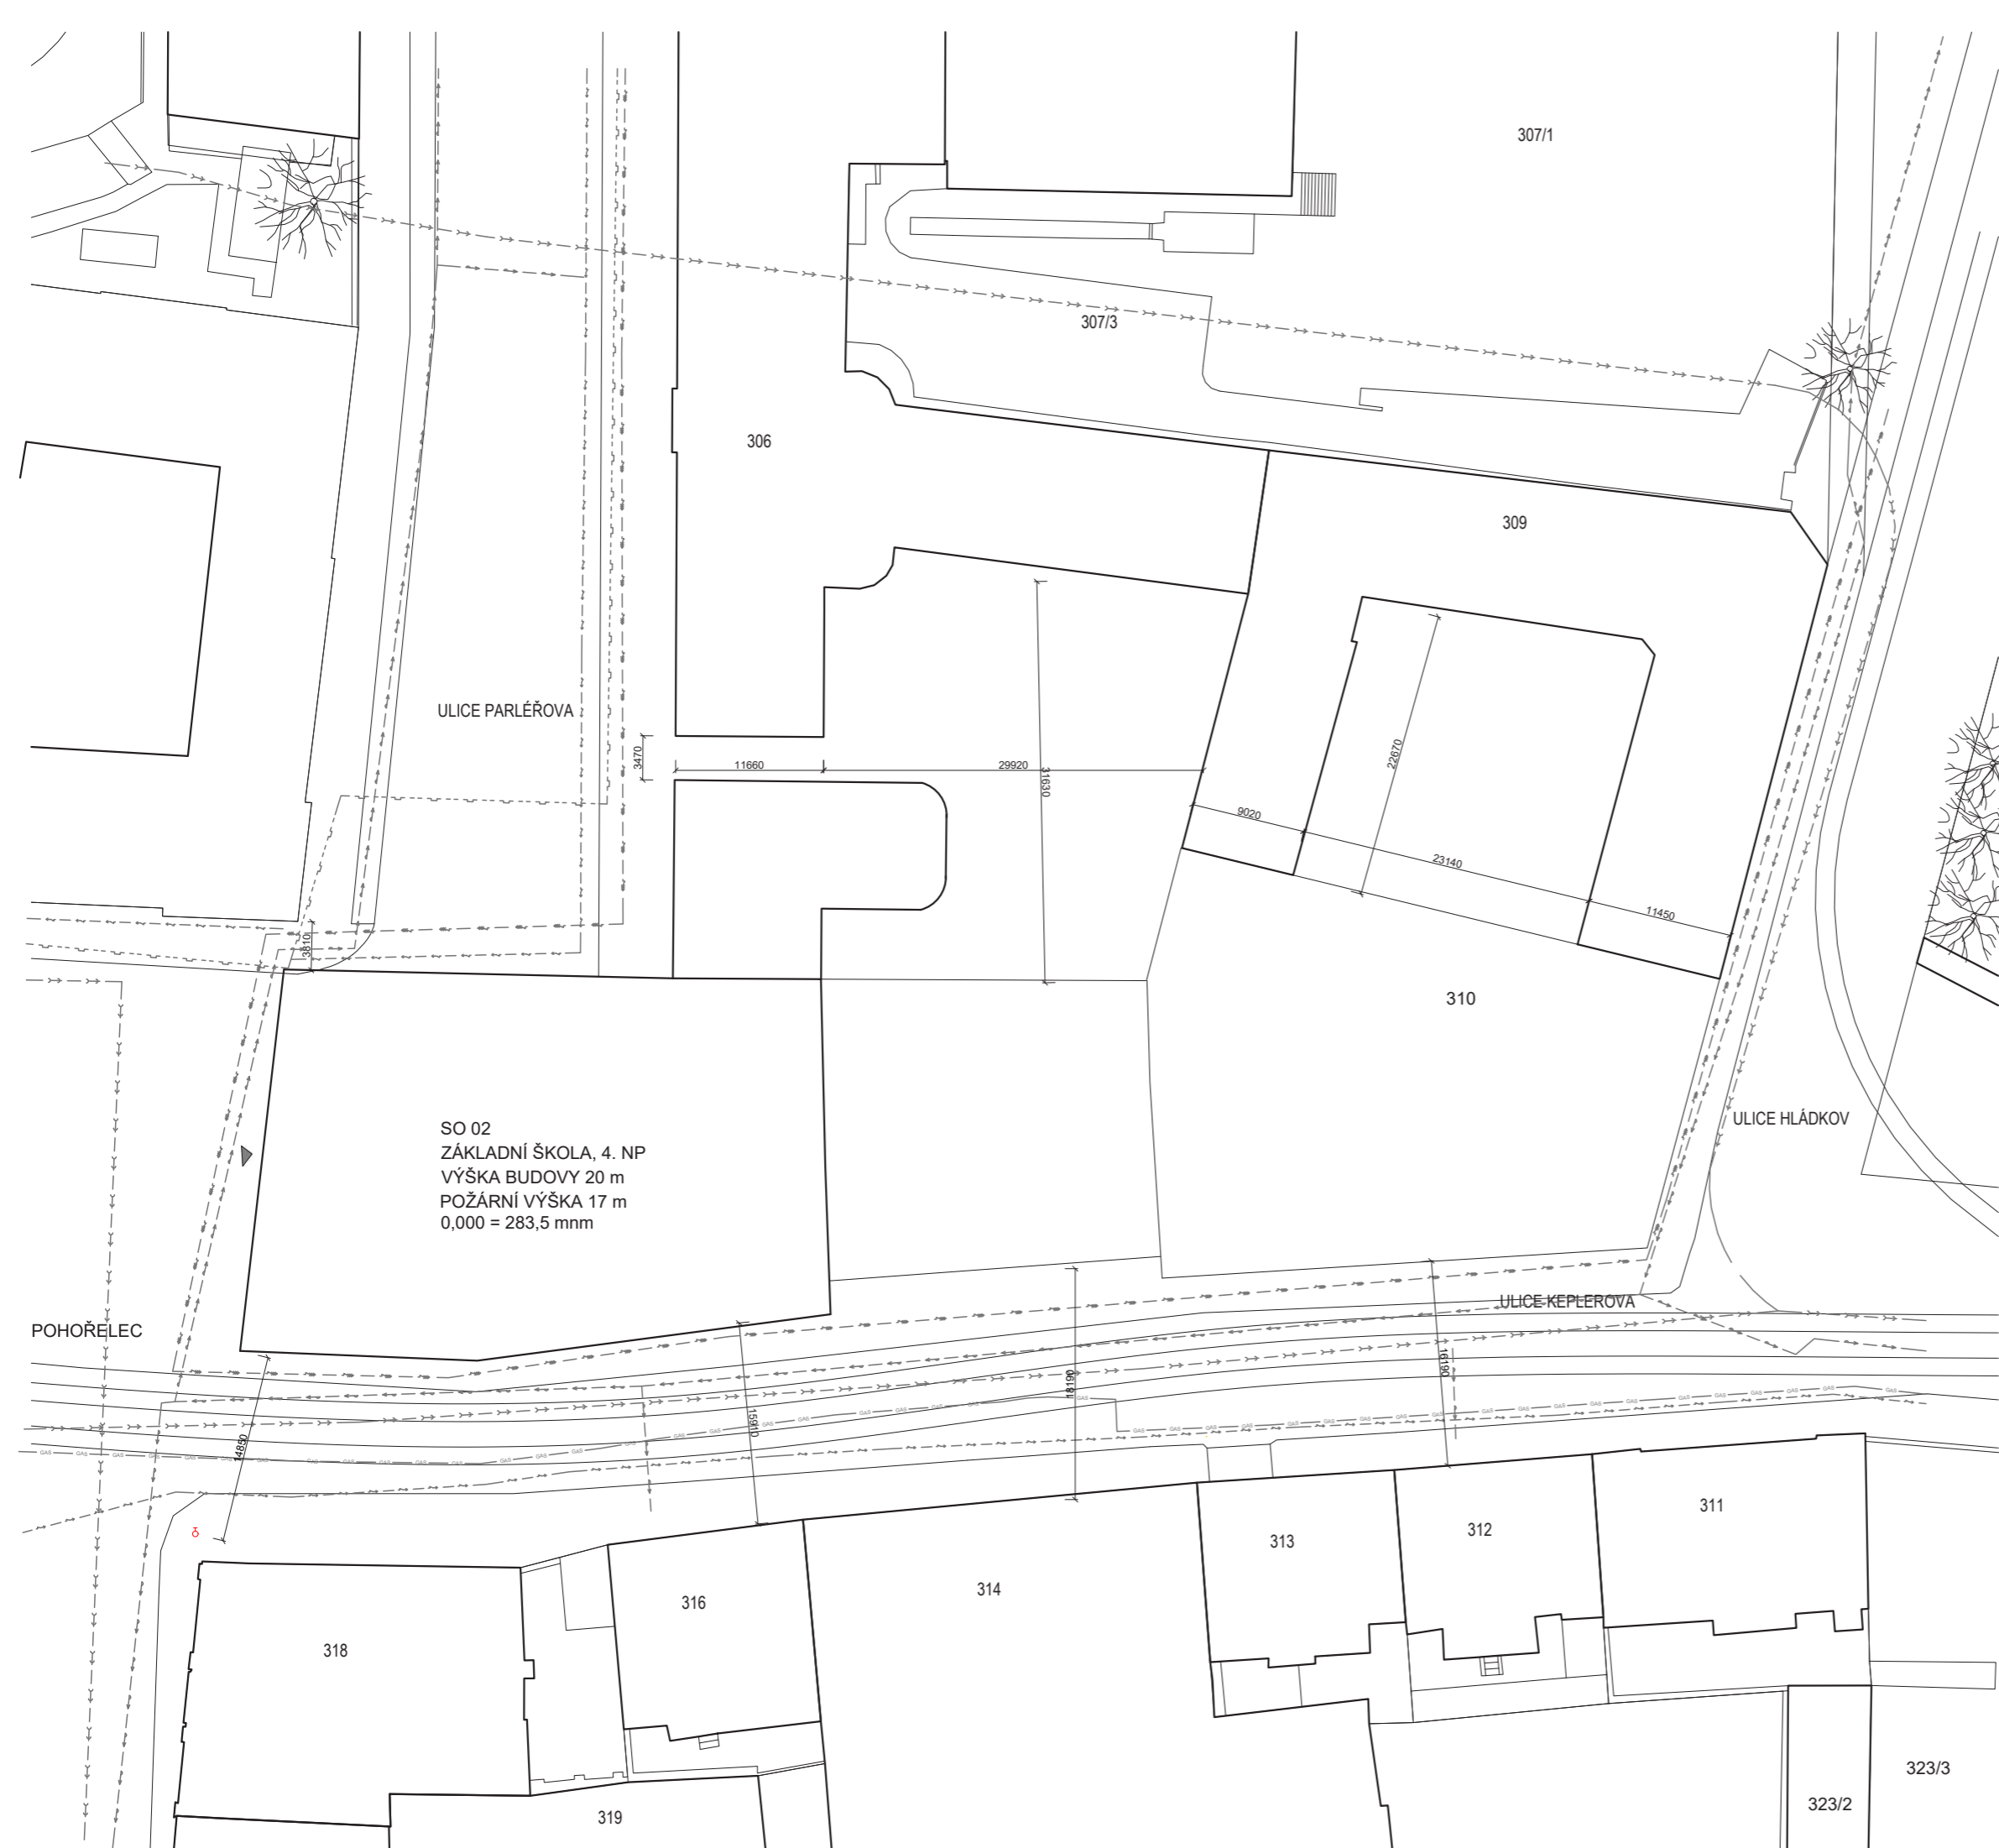 307/1
307/3
306
309
ULICE PARLÉŘOVA
3470
11660
29920
31630
22670
9020
23140
11450
3810
310
ULICE HLÁDKOV
SO 02
ZÁKLADNÍ ŠKOLA, 4. NP
VÝŠKA BUDOVY 20 m
POŽÁRNÍ VÝŠKA 17 m
0,000 = 283,5 mnm
ULICE KEPLEROVA
POHOŘELEC
14850
18190
16190
311
312
313
314
316
318
319
323/2
323/3